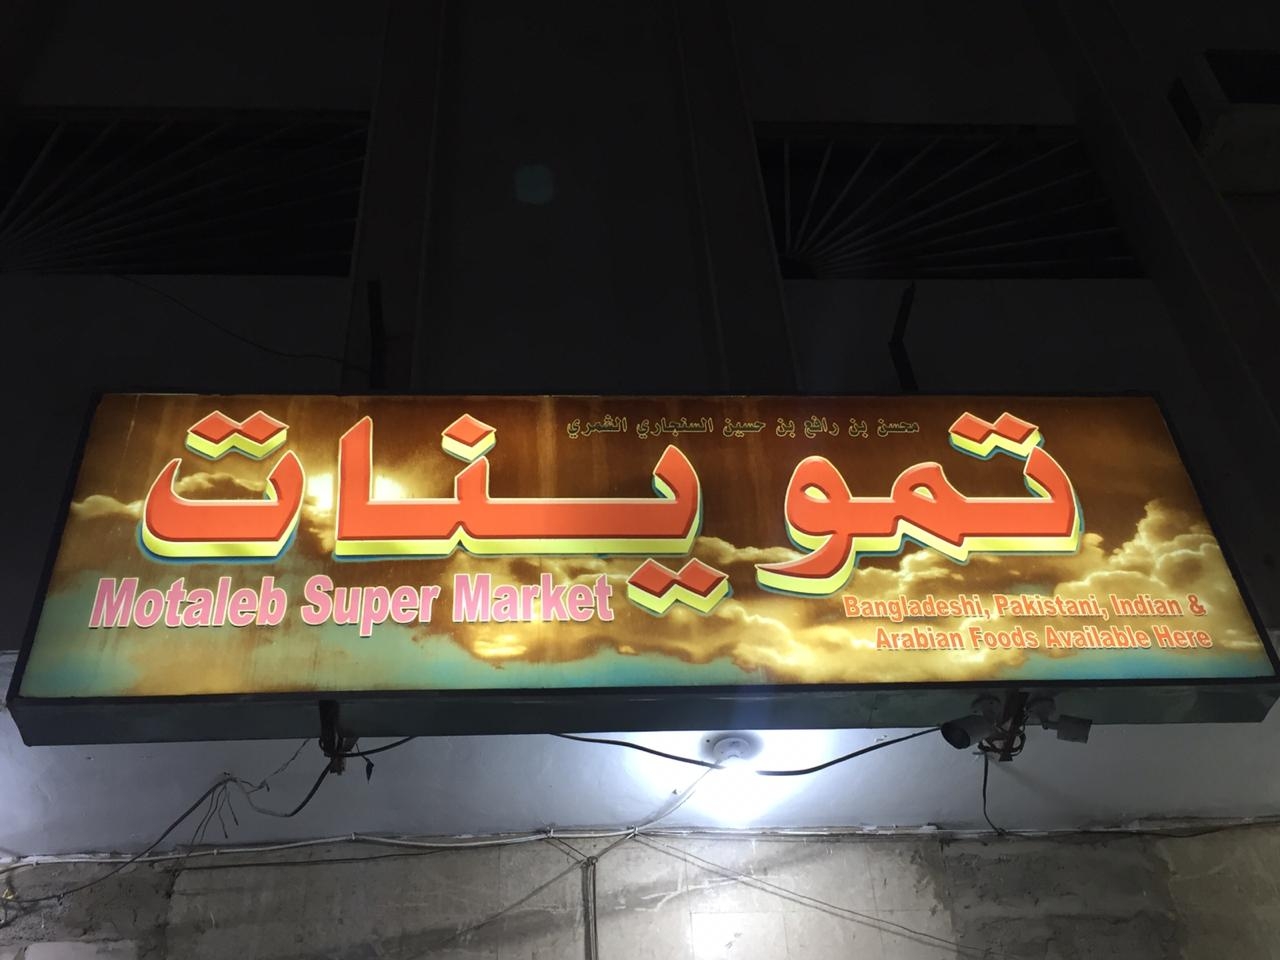 محسن بن رافع بن حسين السنجاري الشمري
تموينات
Motaleb Super Market
Bangladeshi, Pakistani, Indian &
Arabian Foods Available Here